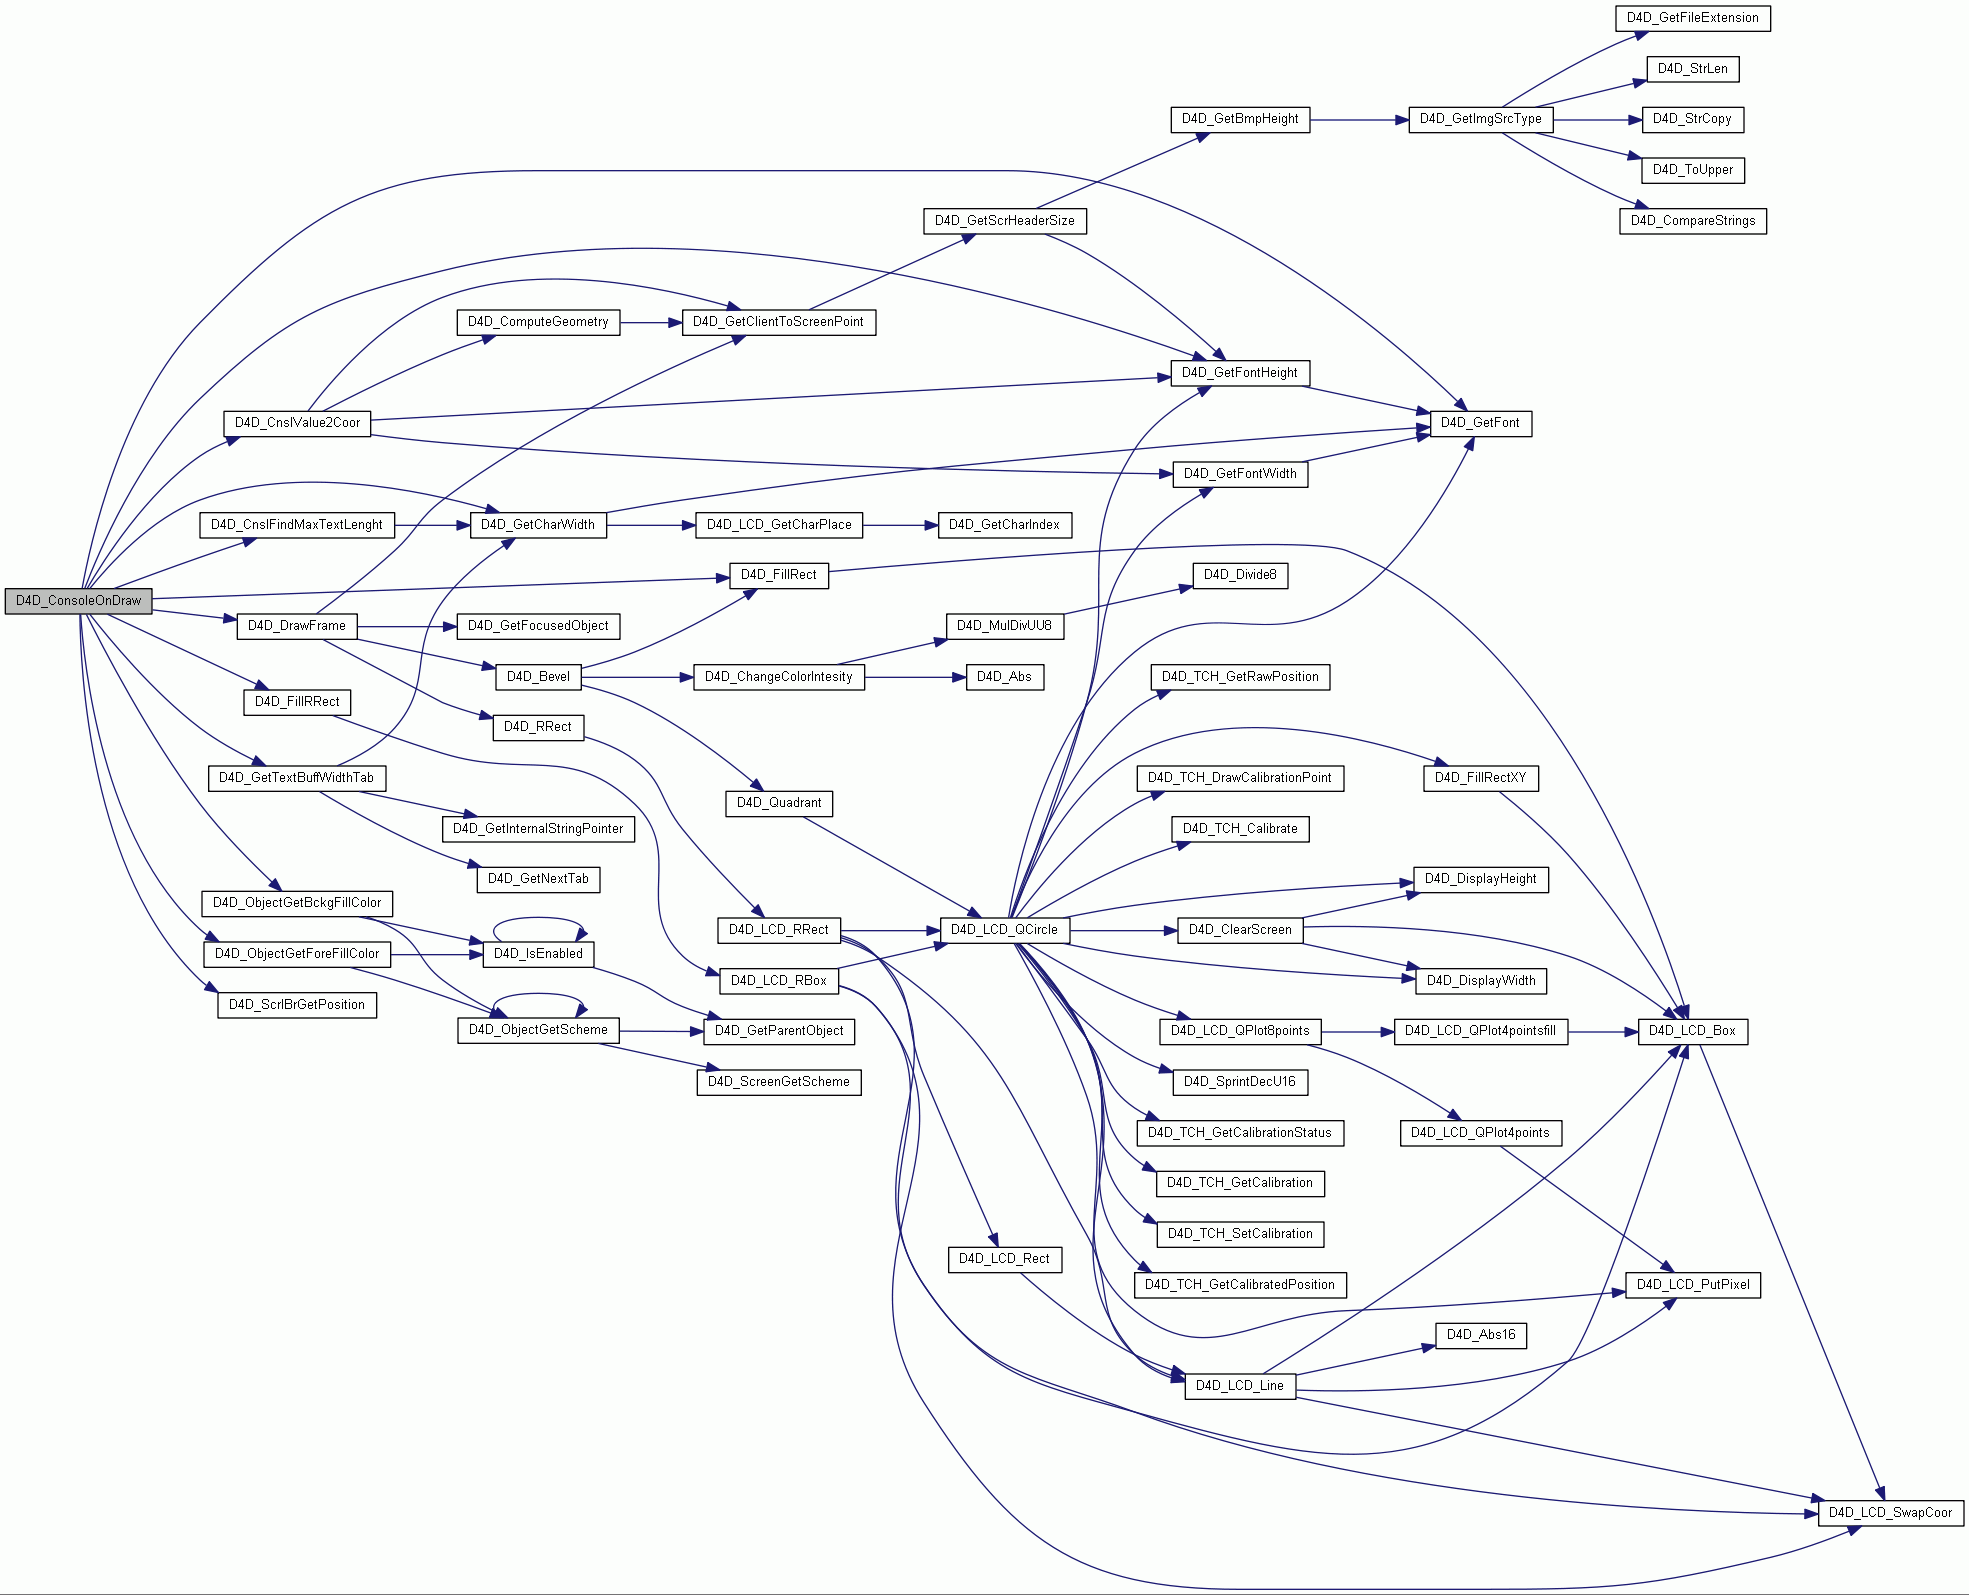 D4D_GetFileExtension
D4D_StrLen
D4D_GetBmpHeight
D4D_GetImgSrcType
D4D_StrCopy
D4D_ToUpper
D4D_GetScrHeaderSize
D4D_CompareStrings
D4D_ComputeGeometry
D4D_GetClientToScreenPoint
D4D_GetFontHeight
D4D_CnslValue2Coor
D4D_GetFont
D4D_GetFontWidth
D4D_CnslFindMaxTextLenght
D4D_GetCharWidth
D4D_LCD_GetCharPlace
D4D_GetCharIndex
D4D_FillRect
D4D_Divide8
D4D_ConsoleOnDraw
D4D_DrawFrame
D4D_GetFocusedObject
D4D_MulDivUU8
D4D_Bevel
D4D_ChangeColorIntesity
D4D_Abs
D4D_TCH_GetRawPosition
D4D_FillRRect
D4D_RRect
D4D_GetTextBuffWidthTab
D4D_TCH_DrawCalibrationPoint
D4D_FillRectXY
D4D_Quadrant
D4D_GetInternalStringPointer
D4D_TCH_Calibrate
D4D_GetNextTab
D4D_DisplayHeight
D4D_ObjectGetBckgFillColor
D4D_LCD_RRect
D4D_LCD_QCircle
D4D_ClearScreen
D4D_ObjectGetForeFillColor
D4D_IsEnabled
D4D_LCD_RBox
D4D_DisplayWidth
D4D_ScrlBrGetPosition
D4D_ObjectGetScheme
D4D_GetParentObject
D4D_LCD_QPlot8points
D4D_LCD_QPlot4pointsfill
D4D_LCD_Box
D4D_ScreenGetScheme
D4D_SprintDecU16
D4D_TCH_GetCalibrationStatus
D4D_LCD_QPlot4points
D4D_TCH_GetCalibration
D4D_TCH_SetCalibration
D4D_LCD_Rect
D4D_TCH_GetCalibratedPosition
D4D_LCD_PutPixel
D4D_Abs16
D4D_LCD_Line
D4D_LCD_SwapCoor